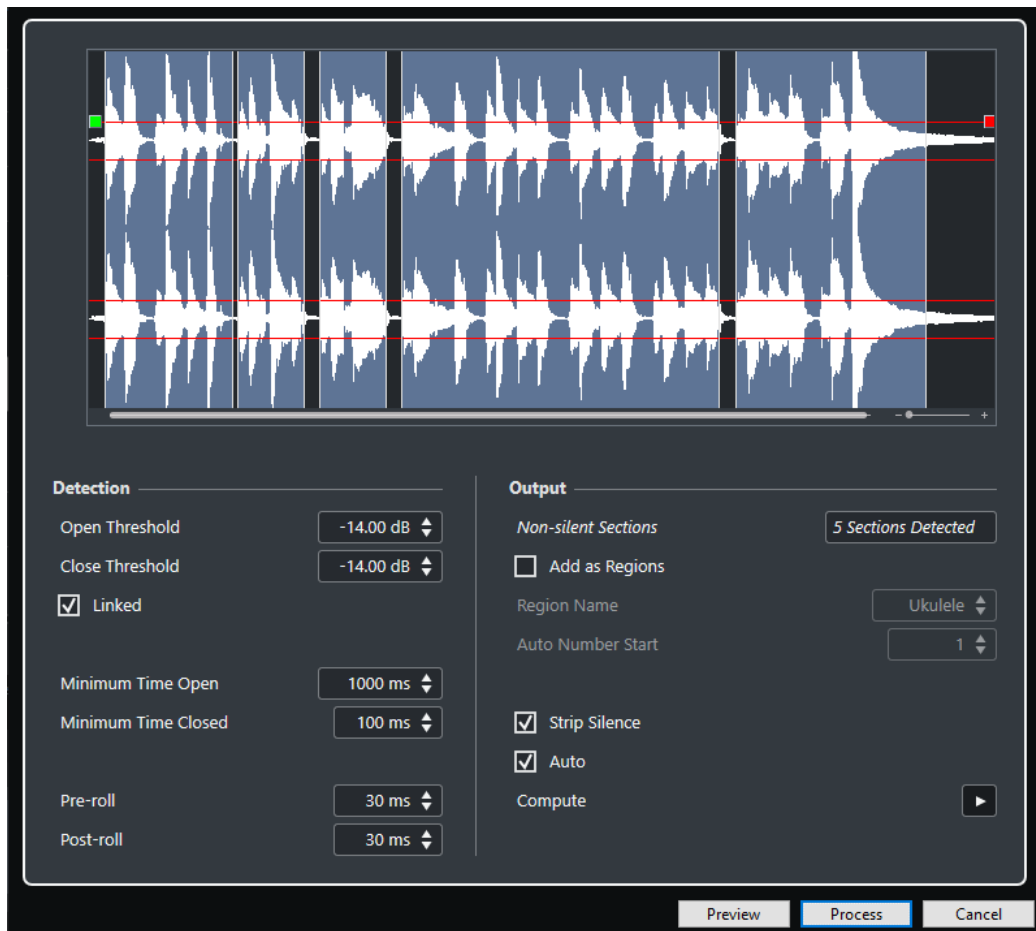 Detection
Open Threshold -14.00 dB
Close Threshold -14.00 dB
Linked
Minimum Time Open 1000 ms
Minimum Time Closed 100 ms
Pre-roll 30 ms
Post-roll 30 ms
Output
Non-silent Sections 5 Sections Detected
Add as Regions
Region Name Ukulele
Auto Number Start 1
Strip Silence
Auto
Compute
Preview Process Cancel